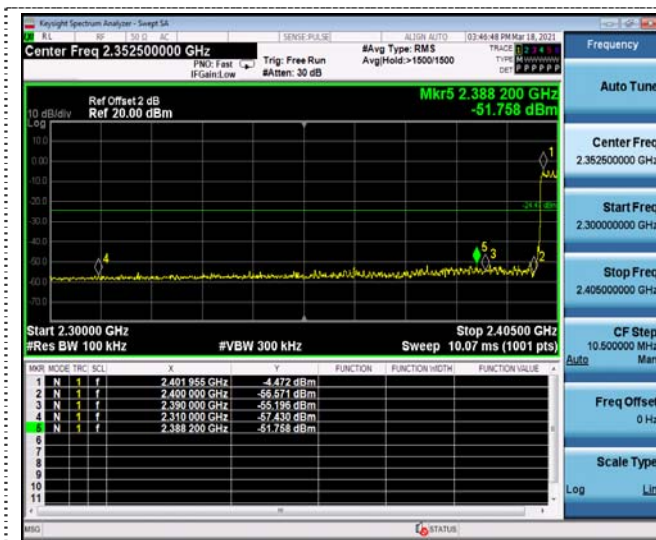 Keysight Spectrum Analyzer - Swept SA
RL RF 50 Ω AC SENSE:PULSE ALIGN AUTO 03:46:48 PM Mar 18, 2021
Center Freq 2.352500000 GHz
PNO: Fast
IFGain:Low
Trig: Free Run
#Atten: 30 dB
#Avg Type: RMS
Avg|Hold:>1500/1500
TRACE 1 2 3 4 5 6
TYPE M
DET P P P P P P
Ref Offset 2 dB
10 dB/div Ref 20.00 dBm
Mkr5 2.388 200 GHz
-51.758 dBm
Log
10.0
0.00
-10.0
-20.0
-30.0
-40.0
-50.0
-60.0
-70.0
1
2
3
4
5
Start 2.30000 GHz Stop 2.40500 GHz
#Res BW 100 kHz #VBW 300 kHz Sweep 10.07 ms (1001 pts)
MKR MODE TRC SCL X Y FUNCTION FUNCTION WIDTH FUNCTION VALUE
1 N 1 f 2.401 955 GHz -4.472 dBm
2 N 1 f 2.400 000 GHz -56.571 dBm
3 N 1 f 2.390 000 GHz -55.196 dBm
4 N 1 f 2.310 000 GHz -57.430 dBm
5 N 1 f 2.388 200 GHz -51.758 dBm
6
7
8
9
10
11
MSG STATUS
Frequency
Auto Tune
Center Freq
2.352500000 GHz
Start Freq
2.300000000 GHz
Stop Freq
2.405000000 GHz
CF Step
10.500000 MHz
Auto Man
Freq Offset
0 Hz
Scale Type
Log Lin